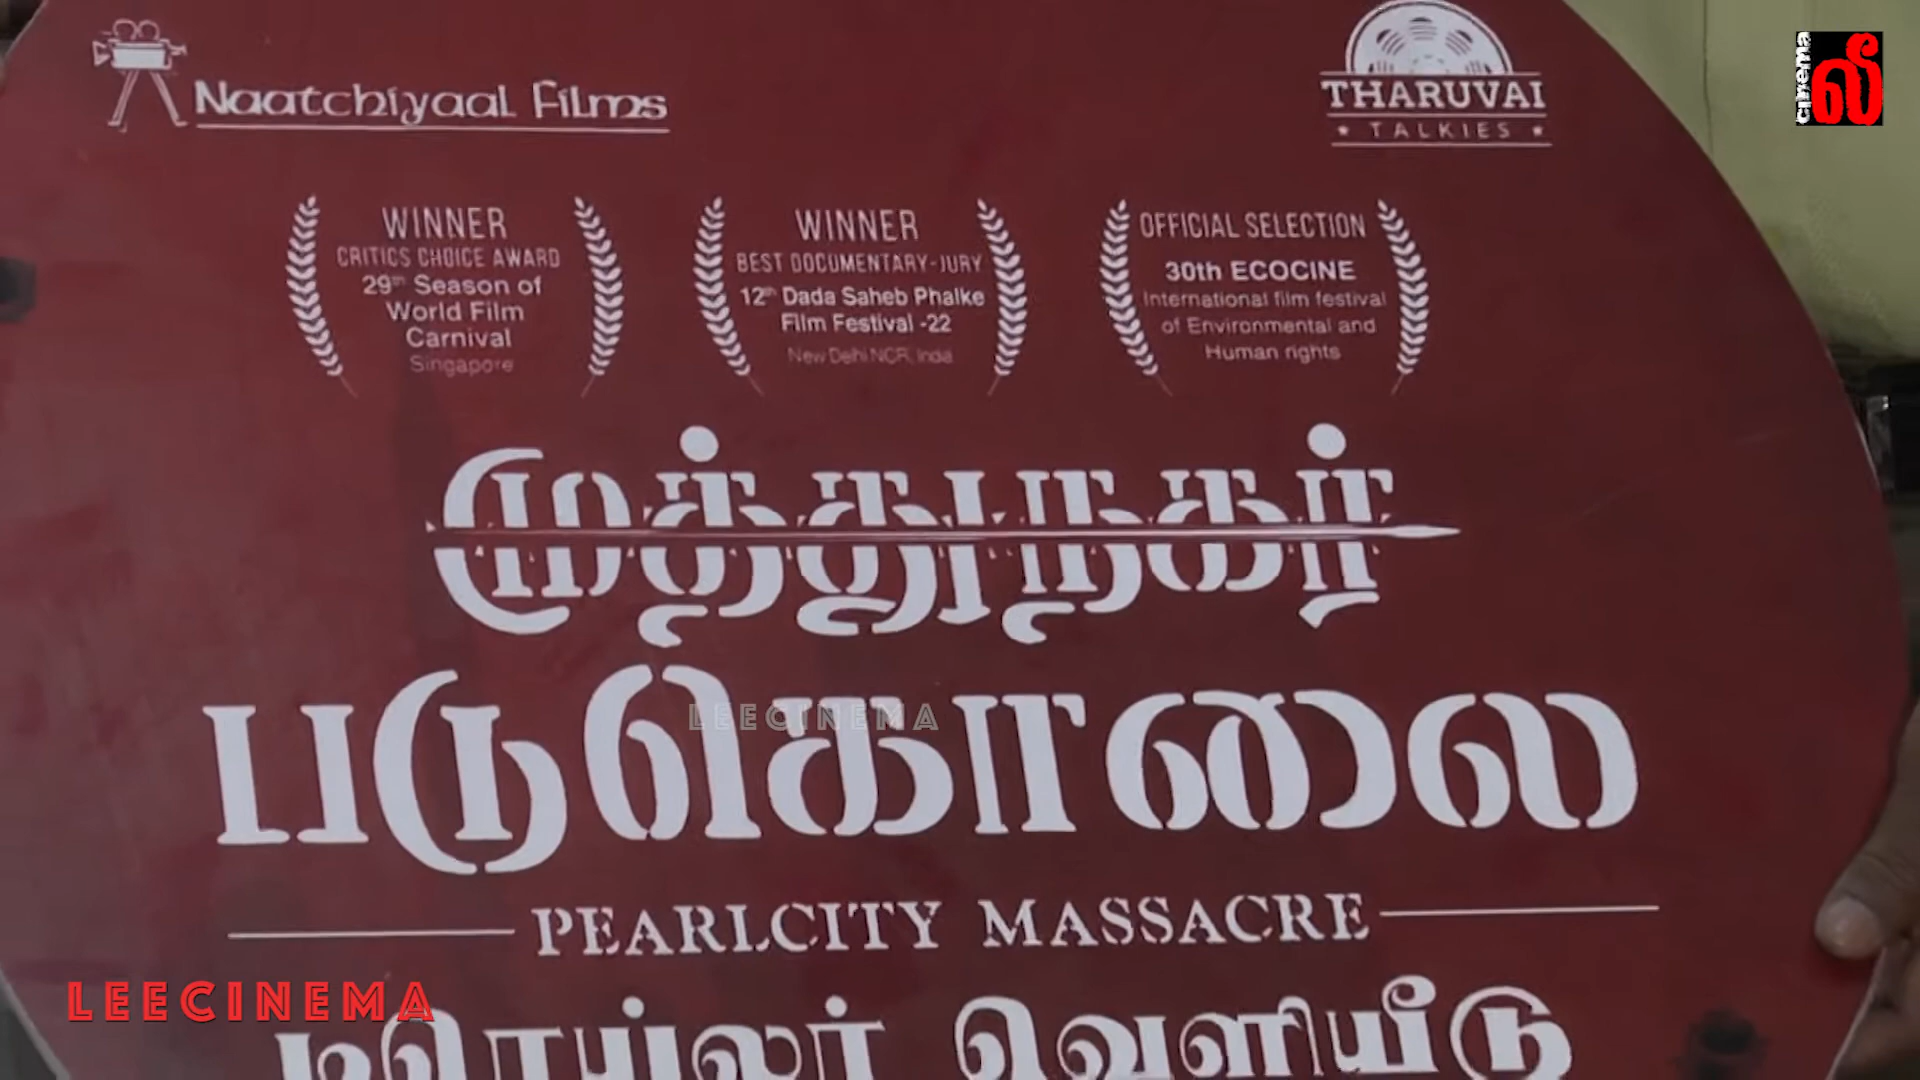 Naatchiyaal Films
THARUVAI
TALKIES
cinema
லீ
WINNER
CRITICS CHOICE AWARD
29th Season of
World Film
Carnival
Singapore
WINNER
BEST DOCUMENTARY-JURY
12th Dada Saheb Phalke
Film Festival -22
New Delhi NCR, India
OFFICIAL SELECTION
30th ECOCINE
International film festival
of Environmental and
Human rights
முத்துநகர்
படுகொலை
LEECINEMA
PEARLCITY MASSACRE
LEECINEMA
டிரெய்லர் வெளியீடு